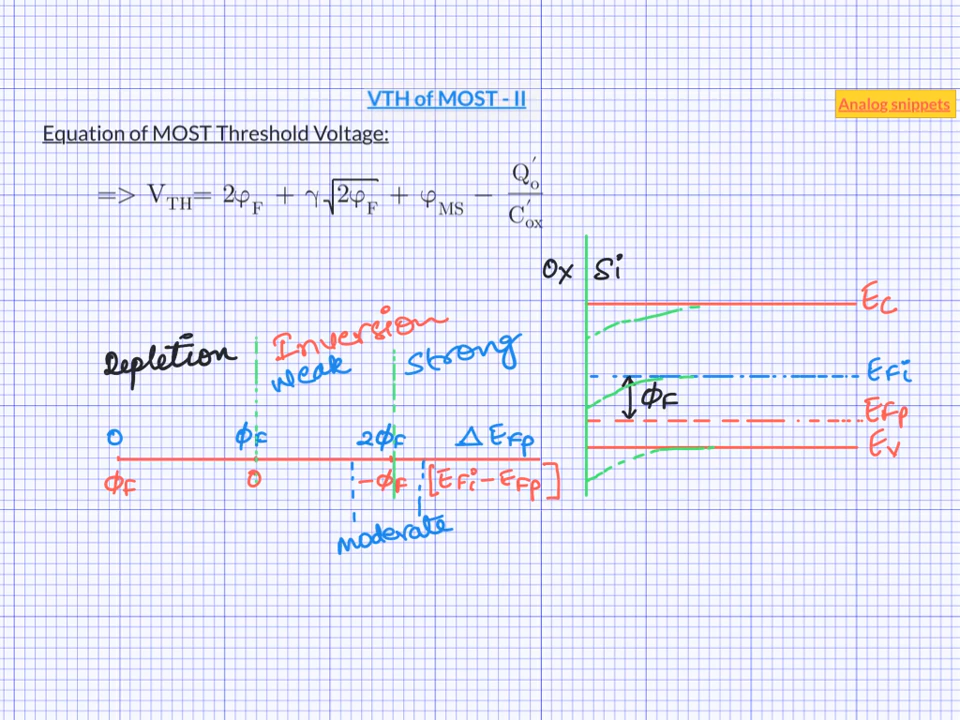 VTH of MOST - II
Analog snippets
Equation of MOST Threshold Voltage:
=> V_TH= 2φ_F + γ√2φ_F + φ_MS − Q'_o / C'_ox
Ox Si
E_C
Depletion
Inversion
weak
Strong
E_Fi
ϕ_F
E_Fp
E_V
0 ϕ_F 2ϕ_F Δ E_Fp
ϕ_F 0 -ϕ_F [E_Fi - E_Fp]
moderate